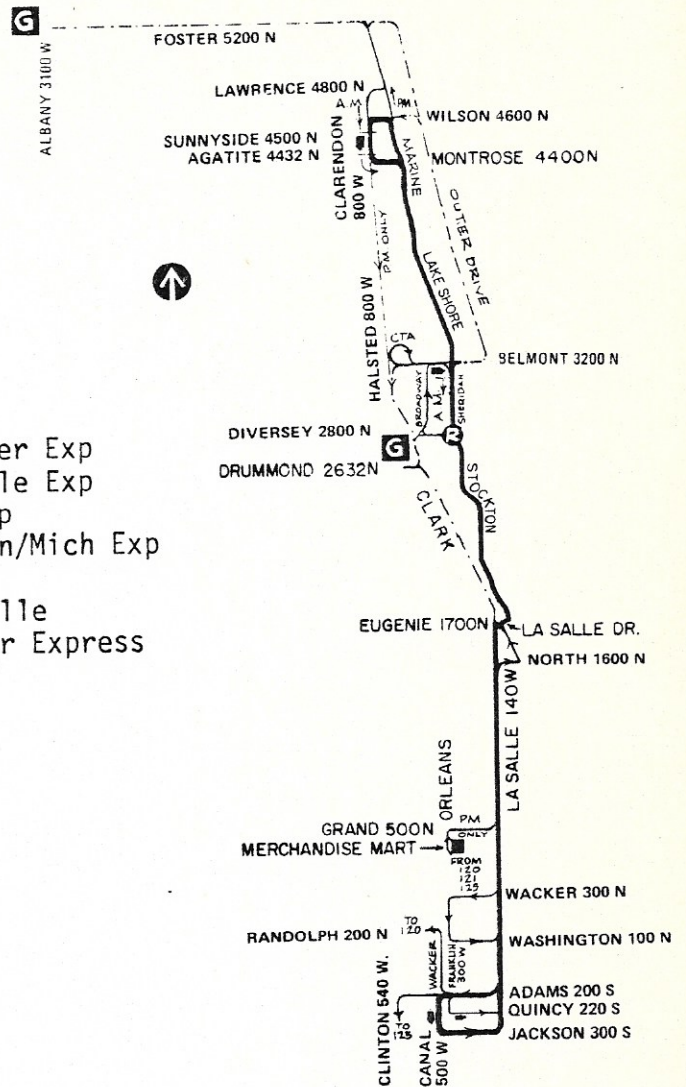 G
FOSTER 5200 N
ALBANY 3100 W
LAWRENCE 4800 N
A.M
PM
WILSON 4600 N
SUNNYSIDE 4500 N
AGATITE 4432 N
CLARENDON
800 W
MARINE
MONTROSE 4400N
PM ONLY
OUTER DRIVE
LAKE SHORE
HALSTED 800 W
CTA
BELMONT 3200 N
BROADWAY
A M
SHERIDAN
DIVERSEY 2800 N
R
G
DRUMMOND 2632N
STOCKTON
CLARK
er Exp
le Exp
p
n/Mich Exp
lle
r Express
EUGENIE 1700N
LA SALLE DR.
NORTH 1600 N
LA SALLE 140W
ORLEANS
GRAND 500N
PM
ONLY
MERCHANDISE MART
FROM
120
121
125
WACKER 300 N
TO
120
RANDOLPH 200 N
WASHINGTON 100 N
WACKER
FRANKLIN
300 W
CLINTON 540 W.
ADAMS 200 S
QUINCY 220 S
TO
125
CANAL
500 W
JACKSON 300 S